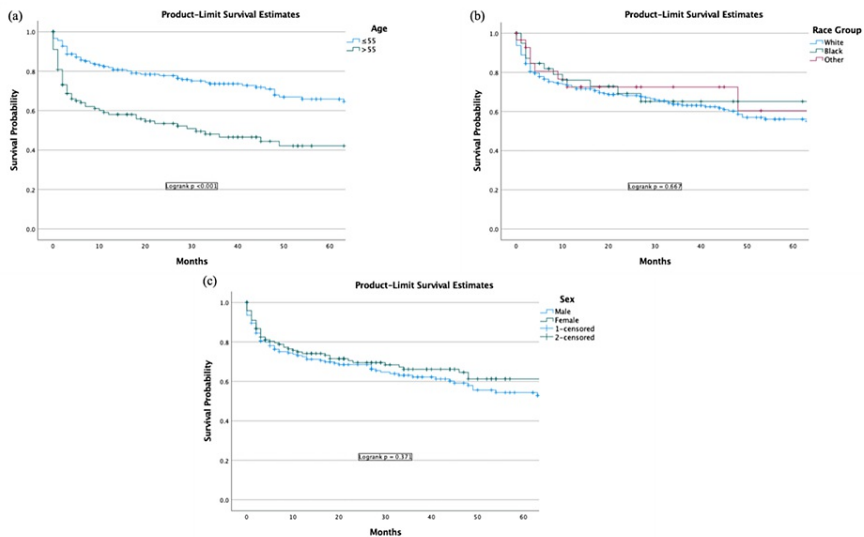 (a)
Product-Limit Survival Estimates
Age
≤55
>55
Survival Probability
1.0
0.8
0.6
0.4
0.2
0.0
Logrank p <0.001
0 10 20 30 40 50 60
Months
(b)
Product-Limit Survival Estimates
Race Group
White
Black
Other
Survival Probability
1.0
0.8
0.6
0.4
0.2
0.0
Logrank p = 0.667
0 10 20 30 40 50 60
Months
(c)
Product-Limit Survival Estimates
Sex
Male
Female
1-censored
2-censored
Survival Probability
1.0
0.8
0.6
0.4
0.2
0.0
Logrank p = 0.371
0 10 20 30 40 50 60
Months